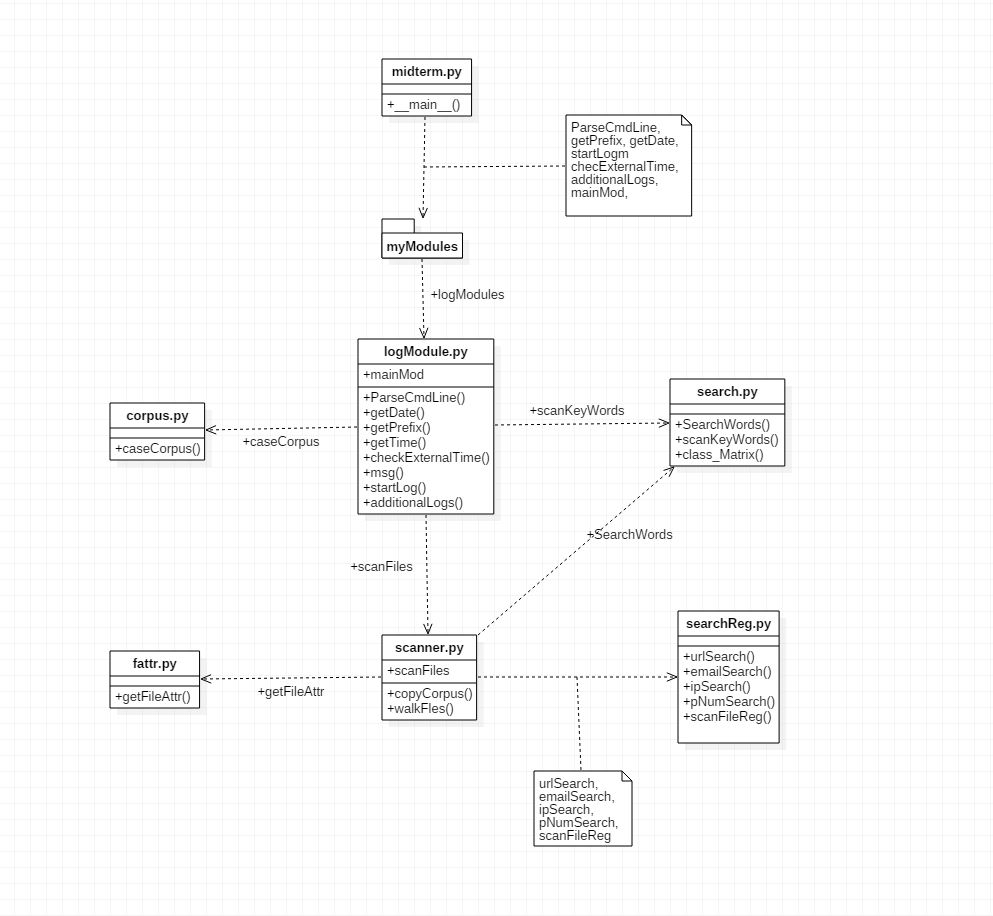 midterm.py
+__main__()
ParseCmdLine,
getPrefix, getDate,
startLogm
checExternalTime,
additionalLogs,
mainMod,
myModules
+logModules
logModule.py
+mainMod
+ParseCmdLine()
+getDate()
+getPrefix()
+getTime()
+checkExternalTime()
+msg()
+startLog()
+additionalLogs()
corpus.py
+caseCorpus()
+caseCorpus
+scanKeyWords
search.py
+SearchWords()
+scanKeyWords()
+class_Matrix()
+SearchWords
+scanFiles
scanner.py
+scanFiles
+copyCorpus()
+walkFles()
fattr.py
+getFileAttr()
+getFileAttr
searchReg.py
+urlSearch()
+emailSearch()
+ipSearch()
+pNumSearch()
+scanFileReg()
urlSearch,
emailSearch,
ipSearch,
pNumSearch,
scanFileReg